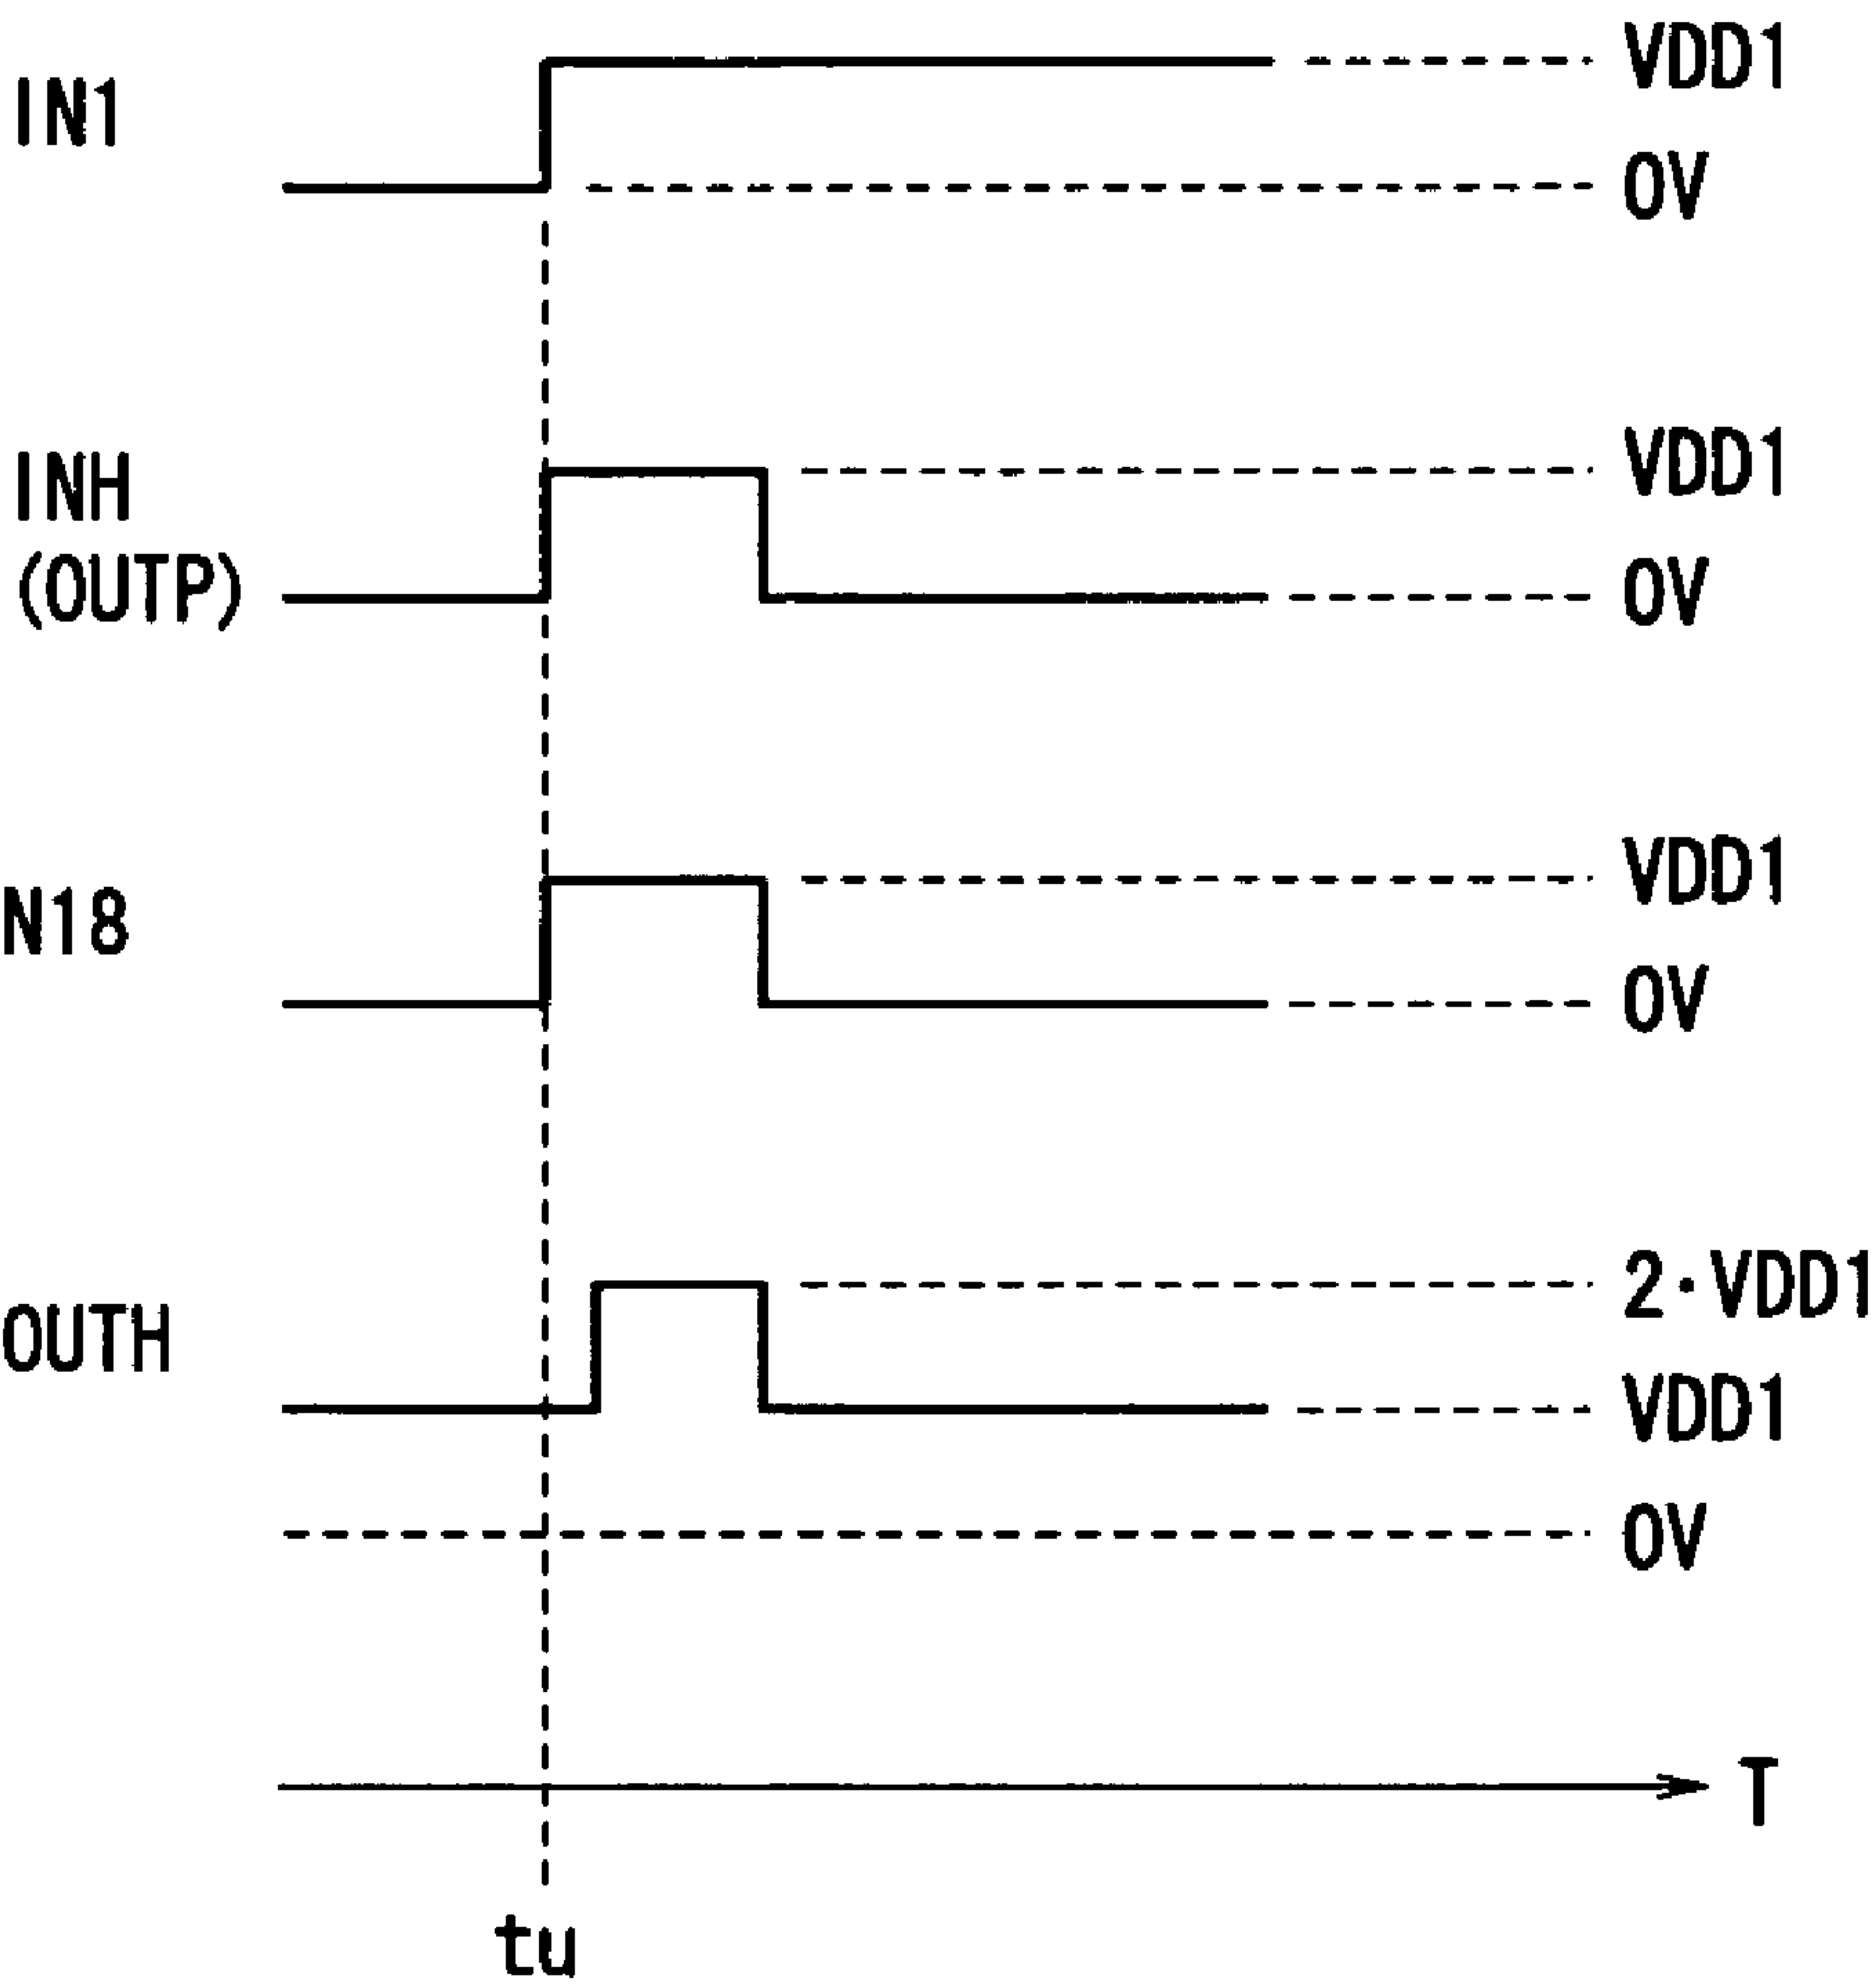 IN1
VDD1
0V
INH
(OUTP)
VDD1
0V
N18
VDD1
0V
OUTH
2·VDD1
VDD1
0V
T
tu